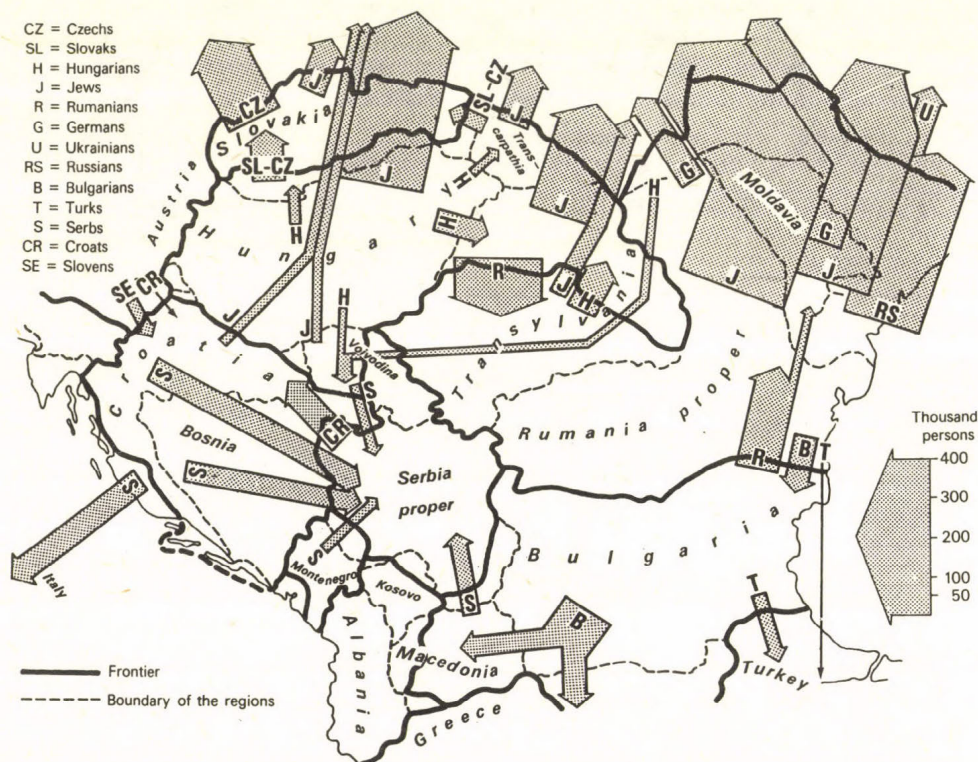 CZ = Czechs
SL = Slovaks
H = Hungarians
J = Jews
R = Rumanians
G = Germans
U = Ukrainians
RS = Russians
B = Bulgarians
T = Turks
S = Serbs
CR = Croats
SE = Slovens
CZ
J
SL-CZ
J
U
Slovakia
SL-CZ
Trans-
carpathia
J
G
H
J
H
Moldavia
Austria
Hungary
H
H
J
G
J
J
RS
R
J
H
SE
CR
J
J
H
Transsylvania
Voivodina
Croatia
S
S
Rumania proper
CR
Bosnia
R
B
T
S
S
Serbia
proper
S
Bulgaria
Italy
Montenegro
Kosovo
S
T
B
Albania
Macedonia
Turkey
Greece
Thousand
persons
400
300
200
100
50
Frontier
Boundary of the regions